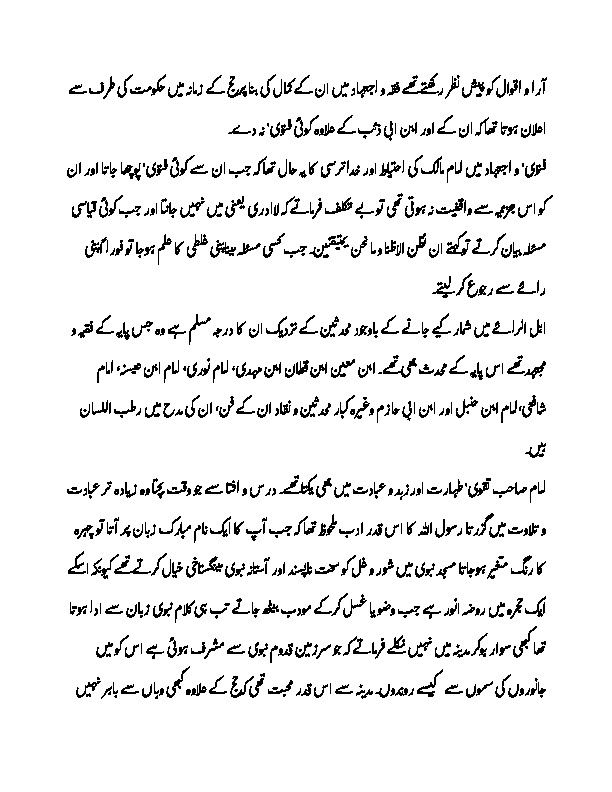 آرا و اقوال کو پیش نظر رکھتے تھے فقہ و اجتہاد میں ان کے کمال کی بنا پر حج کے زمانہ میں حکومت کی طرف سے
اعلان ہوتا تھا کہ ان کے اور ابن ابی ذئب کے علاوہ کوئی فتویٰ نہ دے۔
فتویٰ و اجتہاد میں امام مالک کی احتیاط اور خدا ترسی کا یہ حال تھا کہ جب ان سے کوئی فتویٰ پوچھا جاتا اور ان
کو اس جزئیہ سے واقفیت نہ ہوتی تھی تو بے تکلف فرماتے کہ لا ادری یعنی میں نہیں جانتا اور جب کوئی قیاسی
مسئلہ بیان کرتے تو کہتے ان نظن الا ظنا و ما نحن بمستیقنین۔ جب کسی مسئلہ میں اپنی غلطی کا علم ہوجا تو فورا اپنی
رائے سے رجوع کر لیتے۔
اہل الرائے میں شمار کیے جانے کے باوجود محدثین کے نزدیک ان کا درجہ مسلم ہے وہ جس پایہ کے فقیہ و
مجتہد تھے اس پایہ کے محدث بھی تھے۔ ابن معین ابن قطان ابن مہدی، امام نوری، امام ابن عیینہ، امام
شافعی، امام ابن حنبل اور ابن ابی حازم وغیرہ کبار محدثین و نقاد ان کے فن، ان کی مدح میں رطب اللسان
ہیں۔
امام صاحب تقویٰ طہارت اور زہد و عبادت میں بھی یکتا تھے۔ درس و افتا سے جو وقت بچتا وہ زیادہ تر عبادت
و تلاوت میں گزرتا رسول اللہ کا اس قدر ادب ملحوظ تھا کہ جب آپ کا ایک نام مبارک زبان پر آتا تو چہرہ
کا رنگ متغیر ہوجاتا مسجد نبوی میں شور و غل کو سخت ناپسند اور آستانہ نبوی میں گستاخی خیال کرتے تھے کیونکہ اسکے
ایک حجرہ میں روضہ انور ہے جب وضو یا غسل کرکے مودب بیٹھ جاتے تب ہی کلام نبوی زبان سے ادا ہوتا
تھا کبھی سوار ہوکر مدینہ میں نہیں نکلے فرماتے کہ جو سرزمین قدوم نبوی سے مشرف ہوئی ہے اس کو میں
جانوروں کی سموں سے کیسے روندوں۔ مدینہ سے اس قدر محبت تھی کہ حج کے علاوہ کبھی وہاں سے باہر نہیں